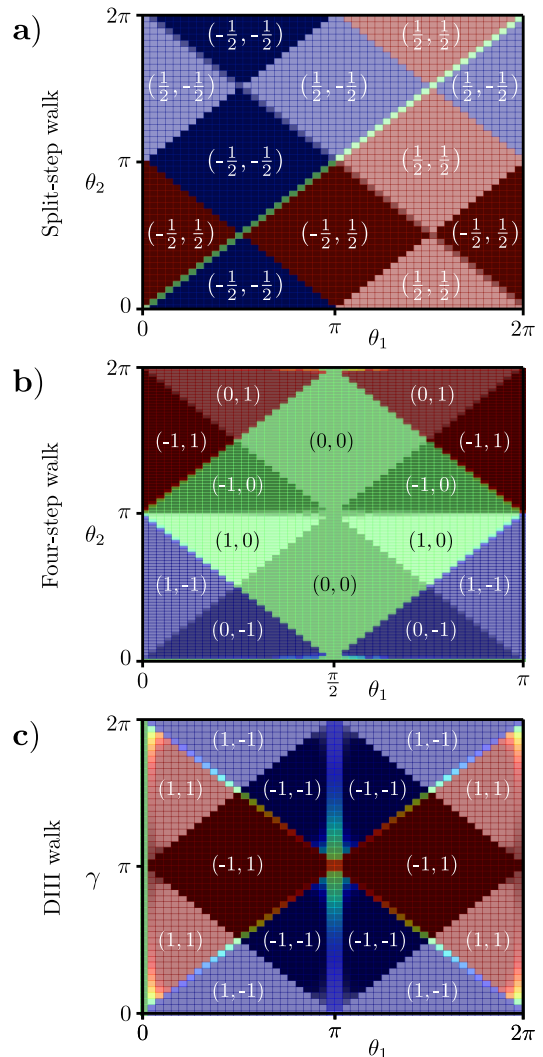 a)
2π
(-1/2, -1/2)
(1/2, 1/2)
(1/2, -1/2)
(1/2, -1/2)
(1/2, -1/2)
Split-step walk
θ₂
π
(-1/2, -1/2)
(1/2, 1/2)
(-1/2, 1/2)
(-1/2, 1/2)
(-1/2, 1/2)
(-1/2, -1/2)
(1/2, 1/2)
0
0
π
θ₁
2π
b)
2π
(0, 1)
(0, 1)
(-1, 1)
(0, 0)
(-1, 1)
(-1, 0)
(-1, 0)
Four-step walk
θ₂
π
(1, 0)
(1, 0)
(1, -1)
(0, 0)
(1, -1)
(0, -1)
(0, -1)
0
0
π/2
θ₁
π
c)
2π
(1, -1)
(1, -1)
(1, 1)
(-1, -1)
(-1, -1)
(1, 1)
DIII walk
γ
π
(-1, 1)
(-1, 1)
(1, 1)
(-1, -1)
(-1, -1)
(1, 1)
(1, -1)
(1, -1)
0
0
π
θ₁
2π